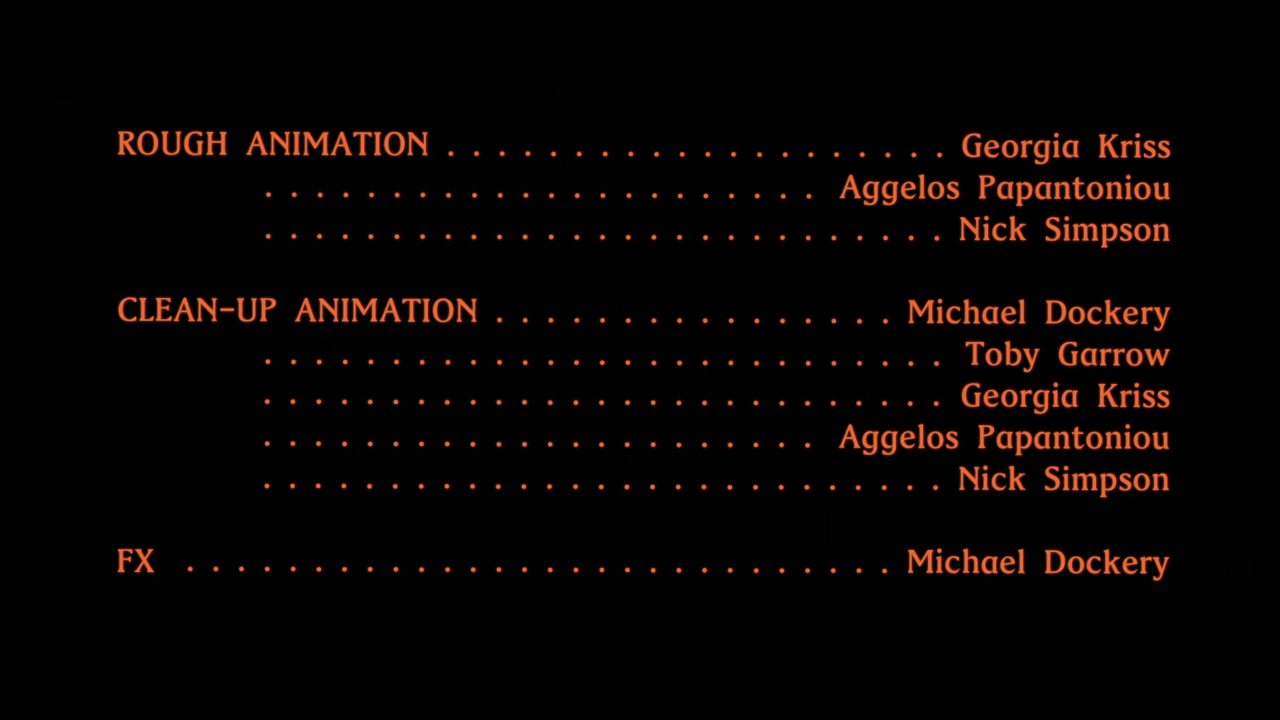 ROUGH ANIMATION . . . . . . . . . . . . . . . . . . . . Georgia Kriss
. . . . . . . . . . . . . . . . . . . . . . Aggelos Papantoniou
. . . . . . . . . . . . . . . . . . . . . . . . . . . Nick Simpson
CLEAN-UP ANIMATION . . . . . . . . . . . . . . . . Michael Dockery
. . . . . . . . . . . . . . . . . . . . . . . . . . . Toby Garrow
. . . . . . . . . . . . . . . . . . . . . . . . . . . Georgia Kriss
. . . . . . . . . . . . . . . . . . . . . . Aggelos Papantoniou
. . . . . . . . . . . . . . . . . . . . . . . . . . . Nick Simpson
FX . . . . . . . . . . . . . . . . . . . . . . . . . . . . Michael Dockery